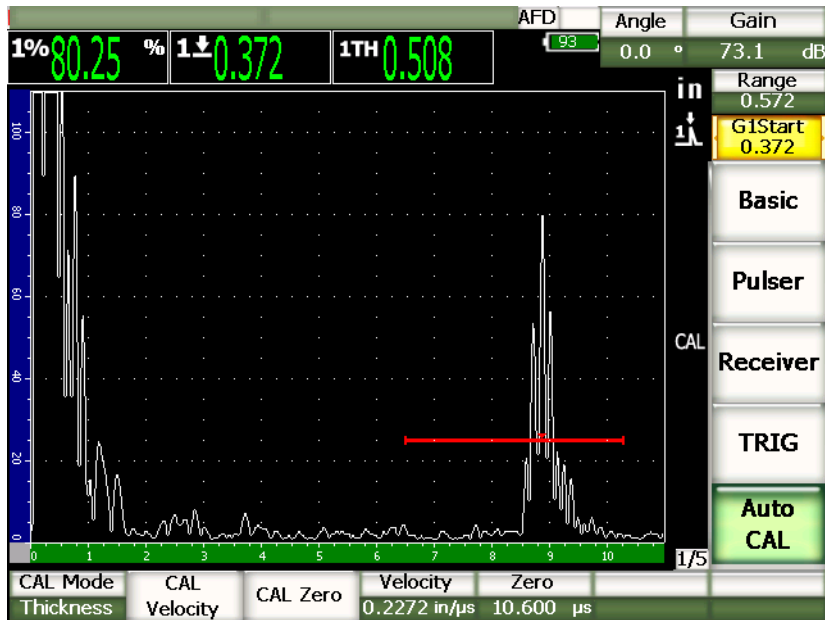 AFD
93
Angle
0.0 °
Gain
73.1 dB
1% 80.25 %
1 0.372
1TH 0.508
in
1
Range
0.572
G1Start
0.372
Basic
Pulser
CAL
Receiver
TRIG
Auto
CAL
100
80
60
40
20
0
0 1 2 3 4 5 6 7 8 9 10
1/5
CAL Mode
Thickness
CAL
Velocity
CAL Zero
Velocity
0.2272 in/µs
Zero
10.600 µs